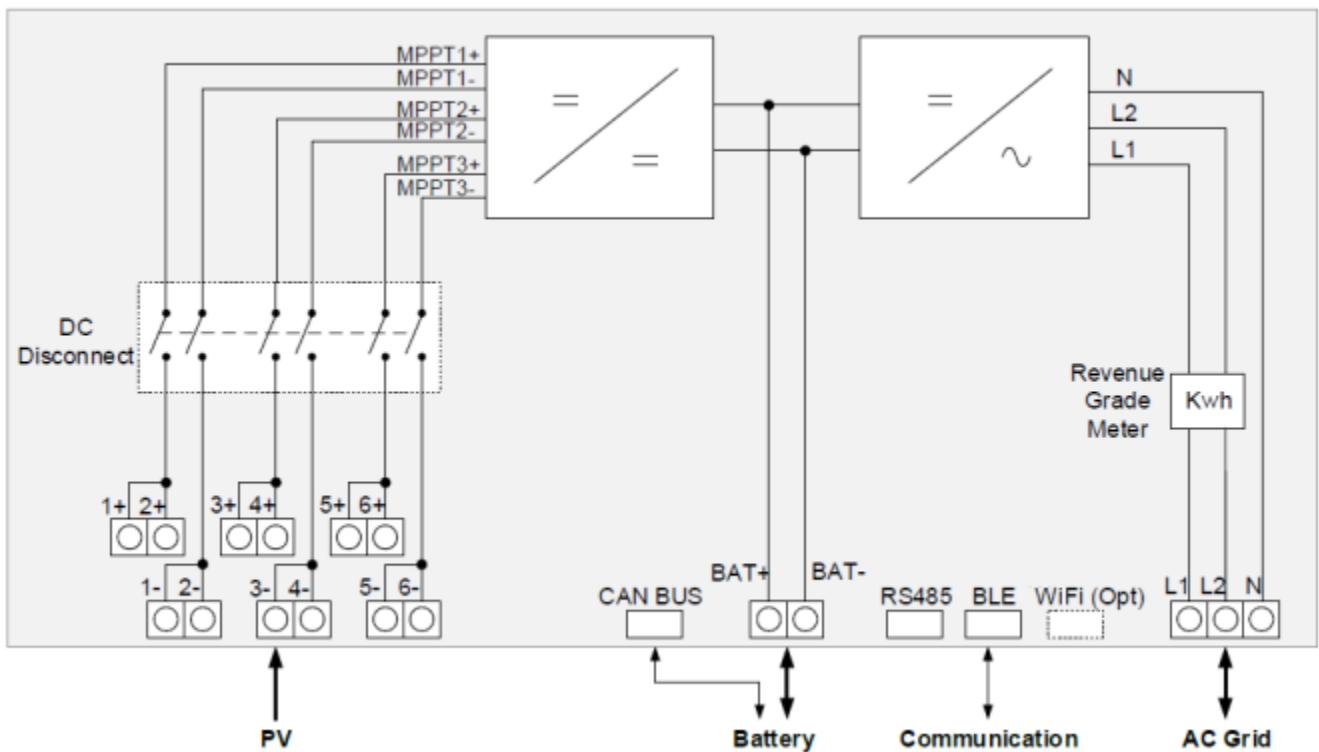 MPPT1+
MPPT1-
MPPT2+
MPPT2-
MPPT3+
MPPT3-
N
L2
L1
DC
Disconnect
Revenue
Grade
Meter
Kwh
1+ 2+ 3+ 4+ 5+ 6+
1- 2- 3- 4- 5- 6-
BAT+ BAT-
CAN BUS RS485 BLE WiFi (Opt)
L1 L2 N
PV Battery Communication AC Grid